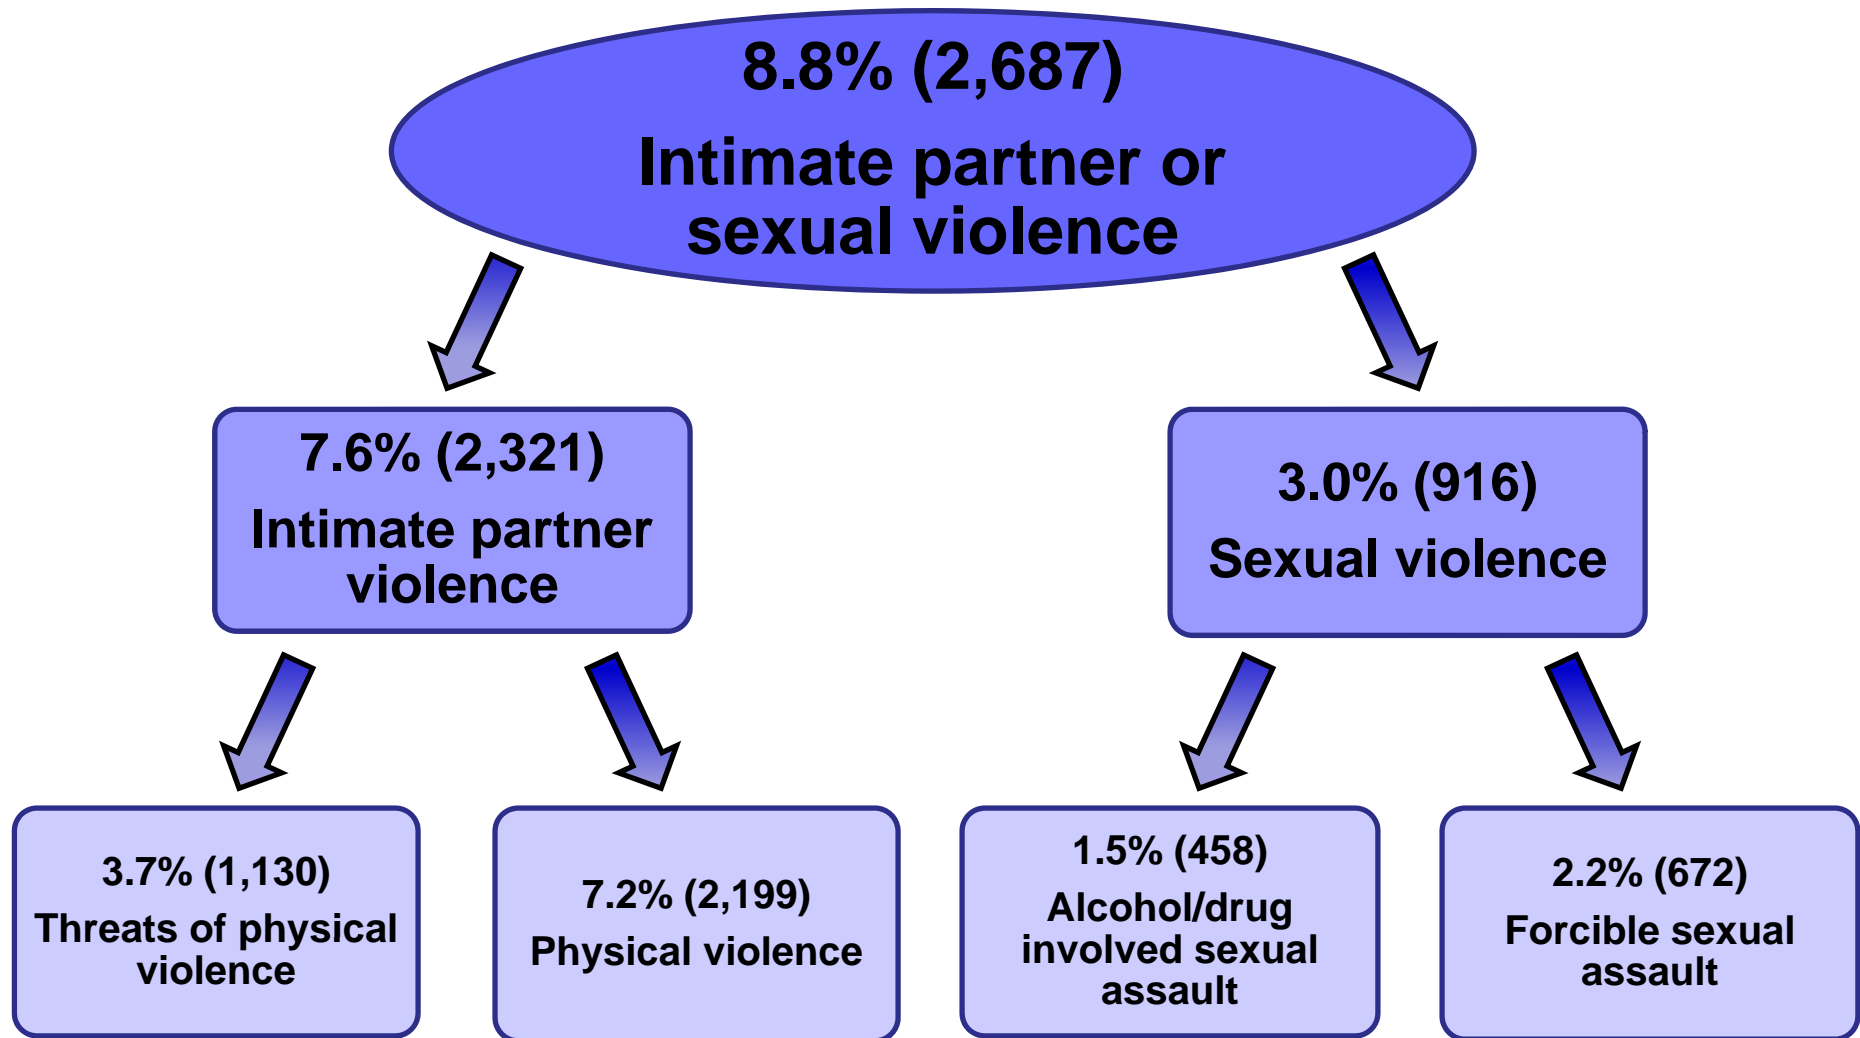 8.8% (2,687)
Intimate partner or
sexual violence
7.6% (2,321)
Intimate partner
violence
3.0% (916)
Sexual violence
3.7% (1,130)
Threats of physical
violence
7.2% (2,199)
Physical violence
1.5% (458)
Alcohol/drug
involved sexual
assault
2.2% (672)
Forcible sexual
assault